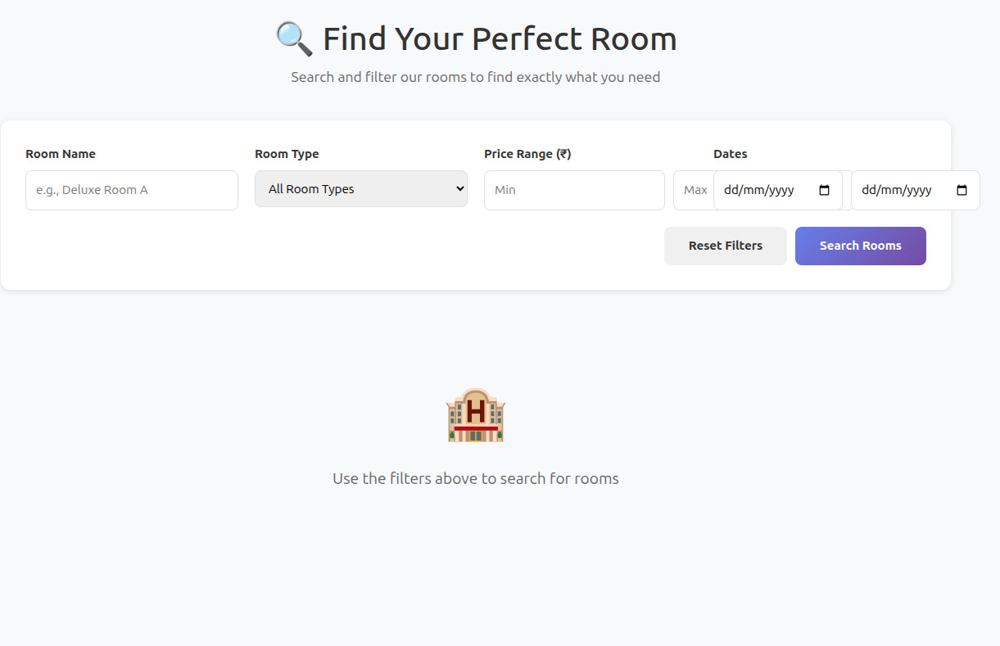 🔍 Find Your Perfect Room
Search and filter our rooms to find exactly what you need
Room Name
Room Type
Price Range (₹)
Dates
e.g., Deluxe Room A
All Room Types
Min
Max
dd/mm/yyyy
dd/mm/yyyy
Reset Filters
Search Rooms
H
Use the filters above to search for rooms